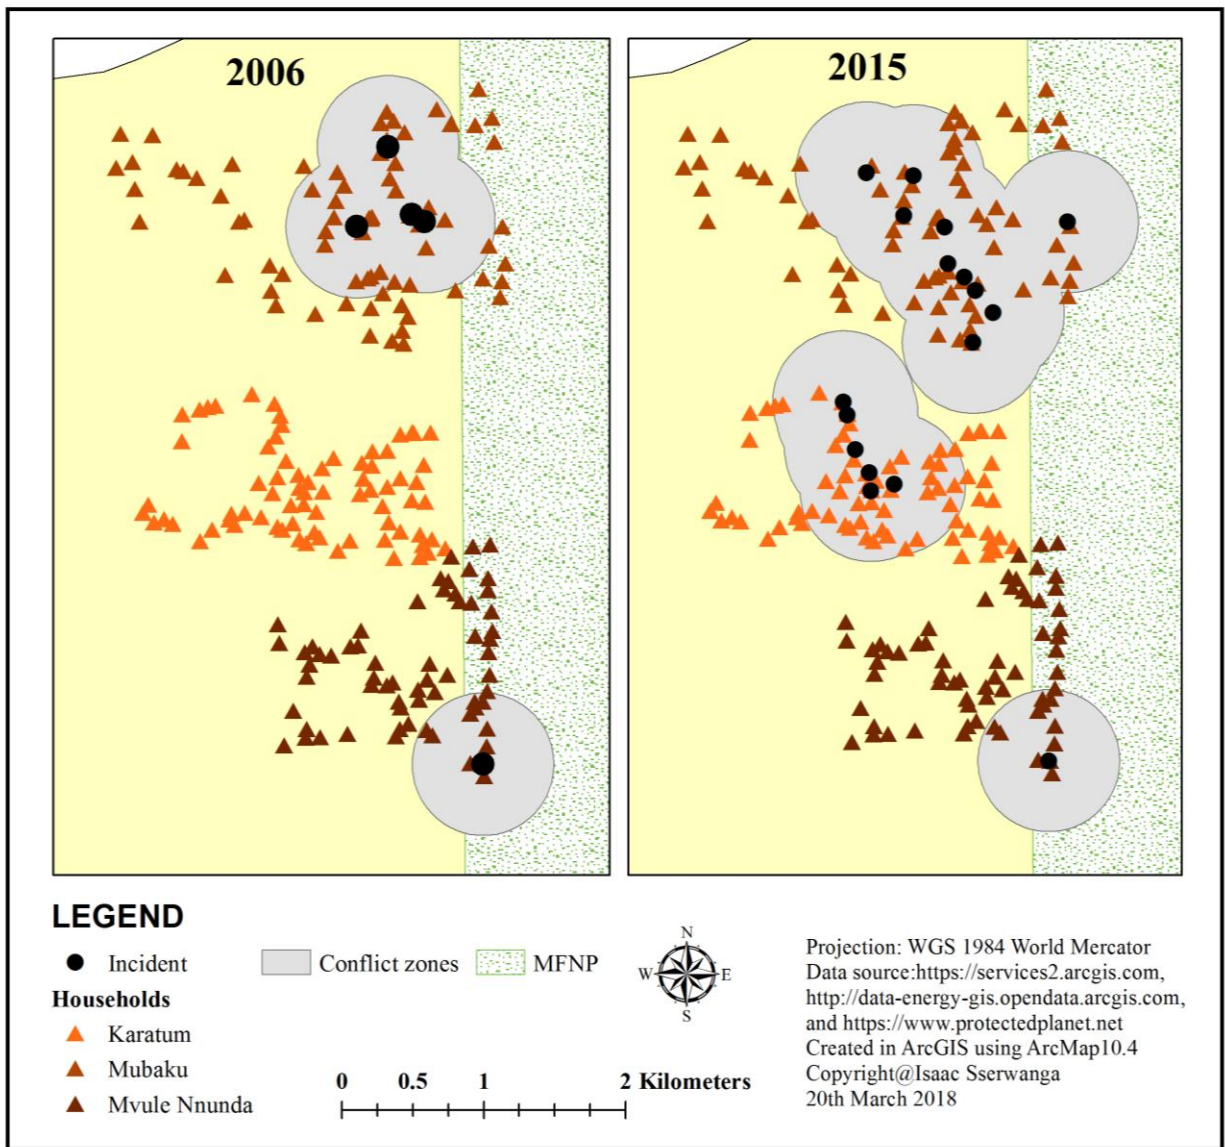 2006
2015
LEGEND
Incident
Conflict zones
MFNP
Households
Karatum
Mubaku
Mvule Nnunda
N
W
E
S
0 0.5 1 2 Kilometers
Projection: WGS 1984 World Mercator
Data source:https://services2.arcgis.com,
http://data-energy-gis.opendata.arcgis.com,
and https://www.protectedplanet.net
Created in ArcGIS using ArcMap10.4
Copyright@Isaac Sserwanga
20th March 2018